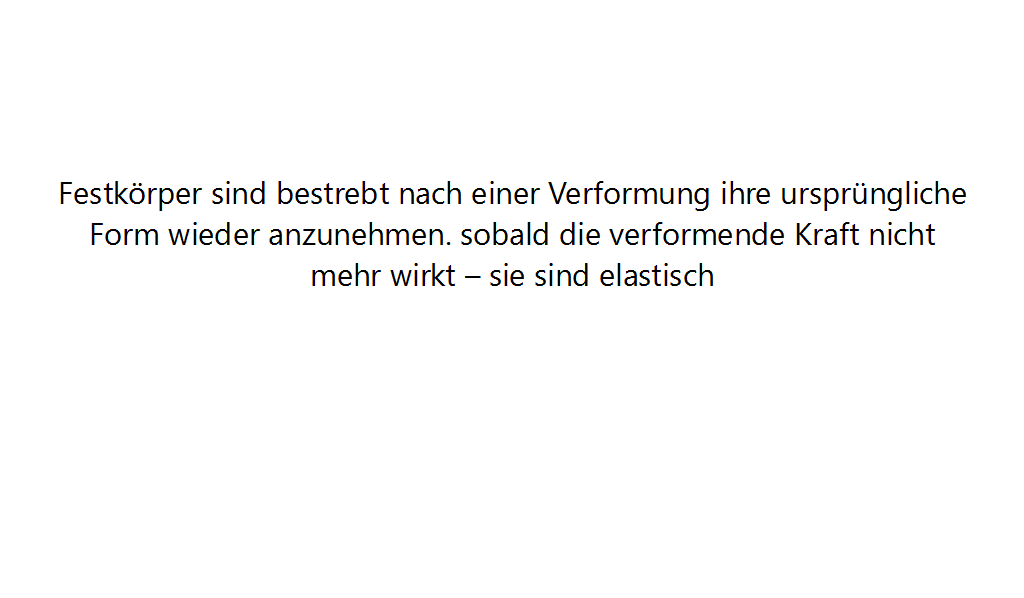 Festkörper sind bestrebt nach einer Verformung ihre ursprüngliche
Form wieder anzunehmen. sobald die verformende Kraft nicht
mehr wirkt – sie sind elastisch